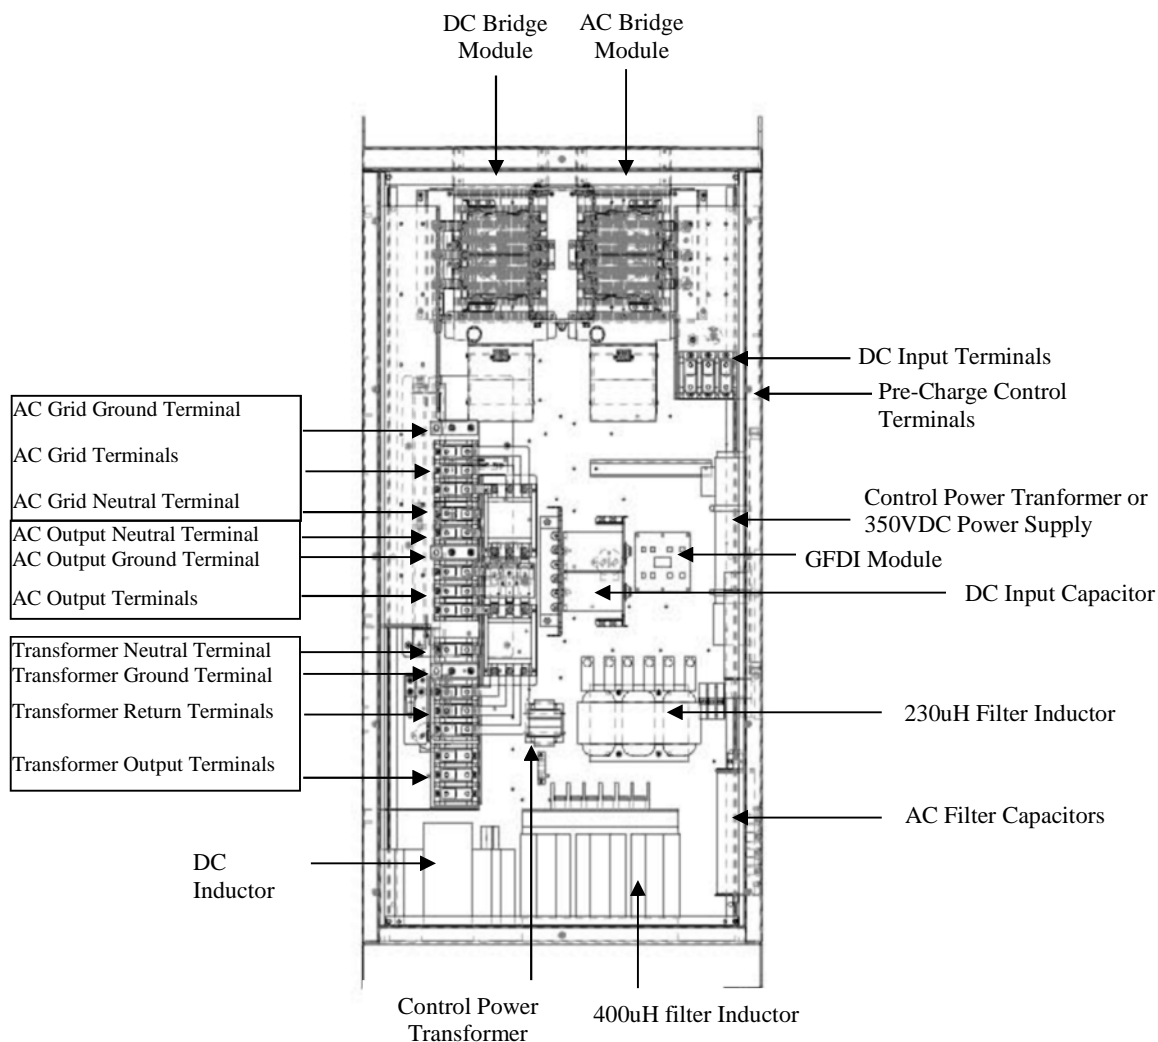 DC Bridge
Module
AC Bridge
Module
DC Input Terminals
Pre-Charge Control
Terminals
AC Grid Ground Terminal
AC Grid Terminals
AC Grid Neutral Terminal
AC Output Neutral Terminal
AC Output Ground Terminal
AC Output Terminals
Control Power Tranformer or
350VDC Power Supply
GFDI Module
DC Input Capacitor
Transformer Neutral Terminal
Transformer Ground Terminal
Transformer Return Terminals
Transformer Output Terminals
230uH Filter Inductor
AC Filter Capacitors
DC
Inductor
Control Power
Transformer
400uH filter Inductor